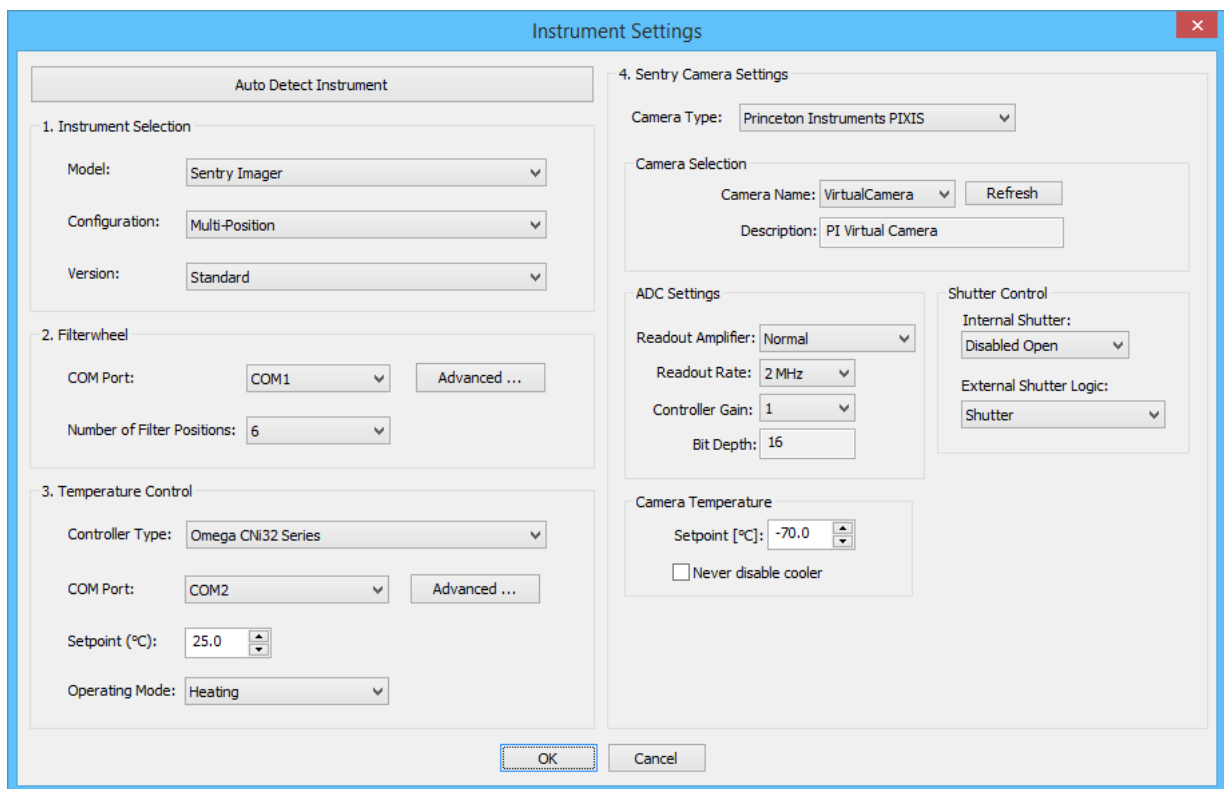 Instrument Settings
Auto Detect Instrument
1. Instrument Selection
Model: Sentry Imager
Configuration: Multi-Position
Version: Standard
2. Filterwheel
COM Port: COM1 Advanced ...
Number of Filter Positions: 6
3. Temperature Control
Controller Type: Omega CNi32 Series
COM Port: COM2 Advanced ...
Setpoint (ºC): 25.0
Operating Mode: Heating
4. Sentry Camera Settings
Camera Type: Princeton Instruments PIXIS
Camera Selection
Camera Name: VirtualCamera Refresh
Description: PI Virtual Camera
ADC Settings
Readout Amplifier: Normal
Readout Rate: 2 MHz
Controller Gain: 1
Bit Depth: 16
Shutter Control
Internal Shutter:
Disabled Open
External Shutter Logic:
Shutter
Camera Temperature
Setpoint [ºC]: -70.0
Never disable cooler
OK Cancel